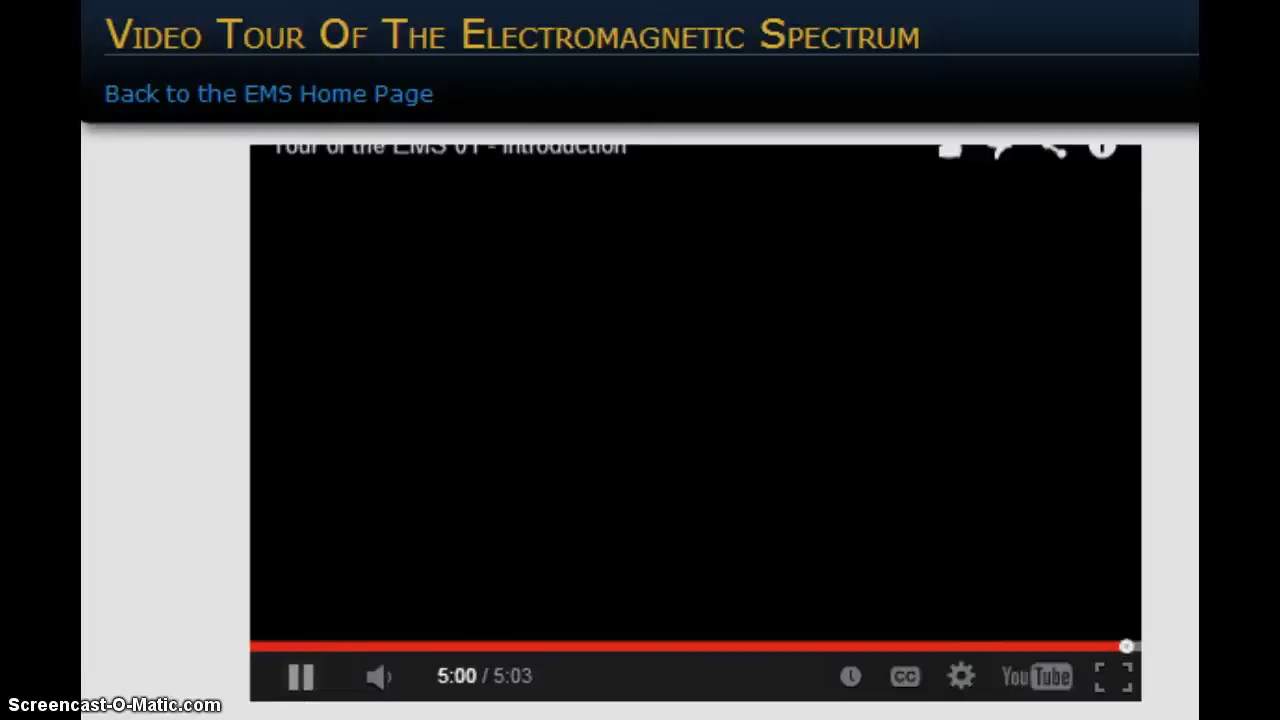 VIDEO TOUR OF THE ELECTROMAGNETIC SPECTRUM
Back to the EMS Home Page
Tour of the EMS 01 - Introduction
5:00 / 5:03
CC
YouTube
Screencast-O-Matic.com